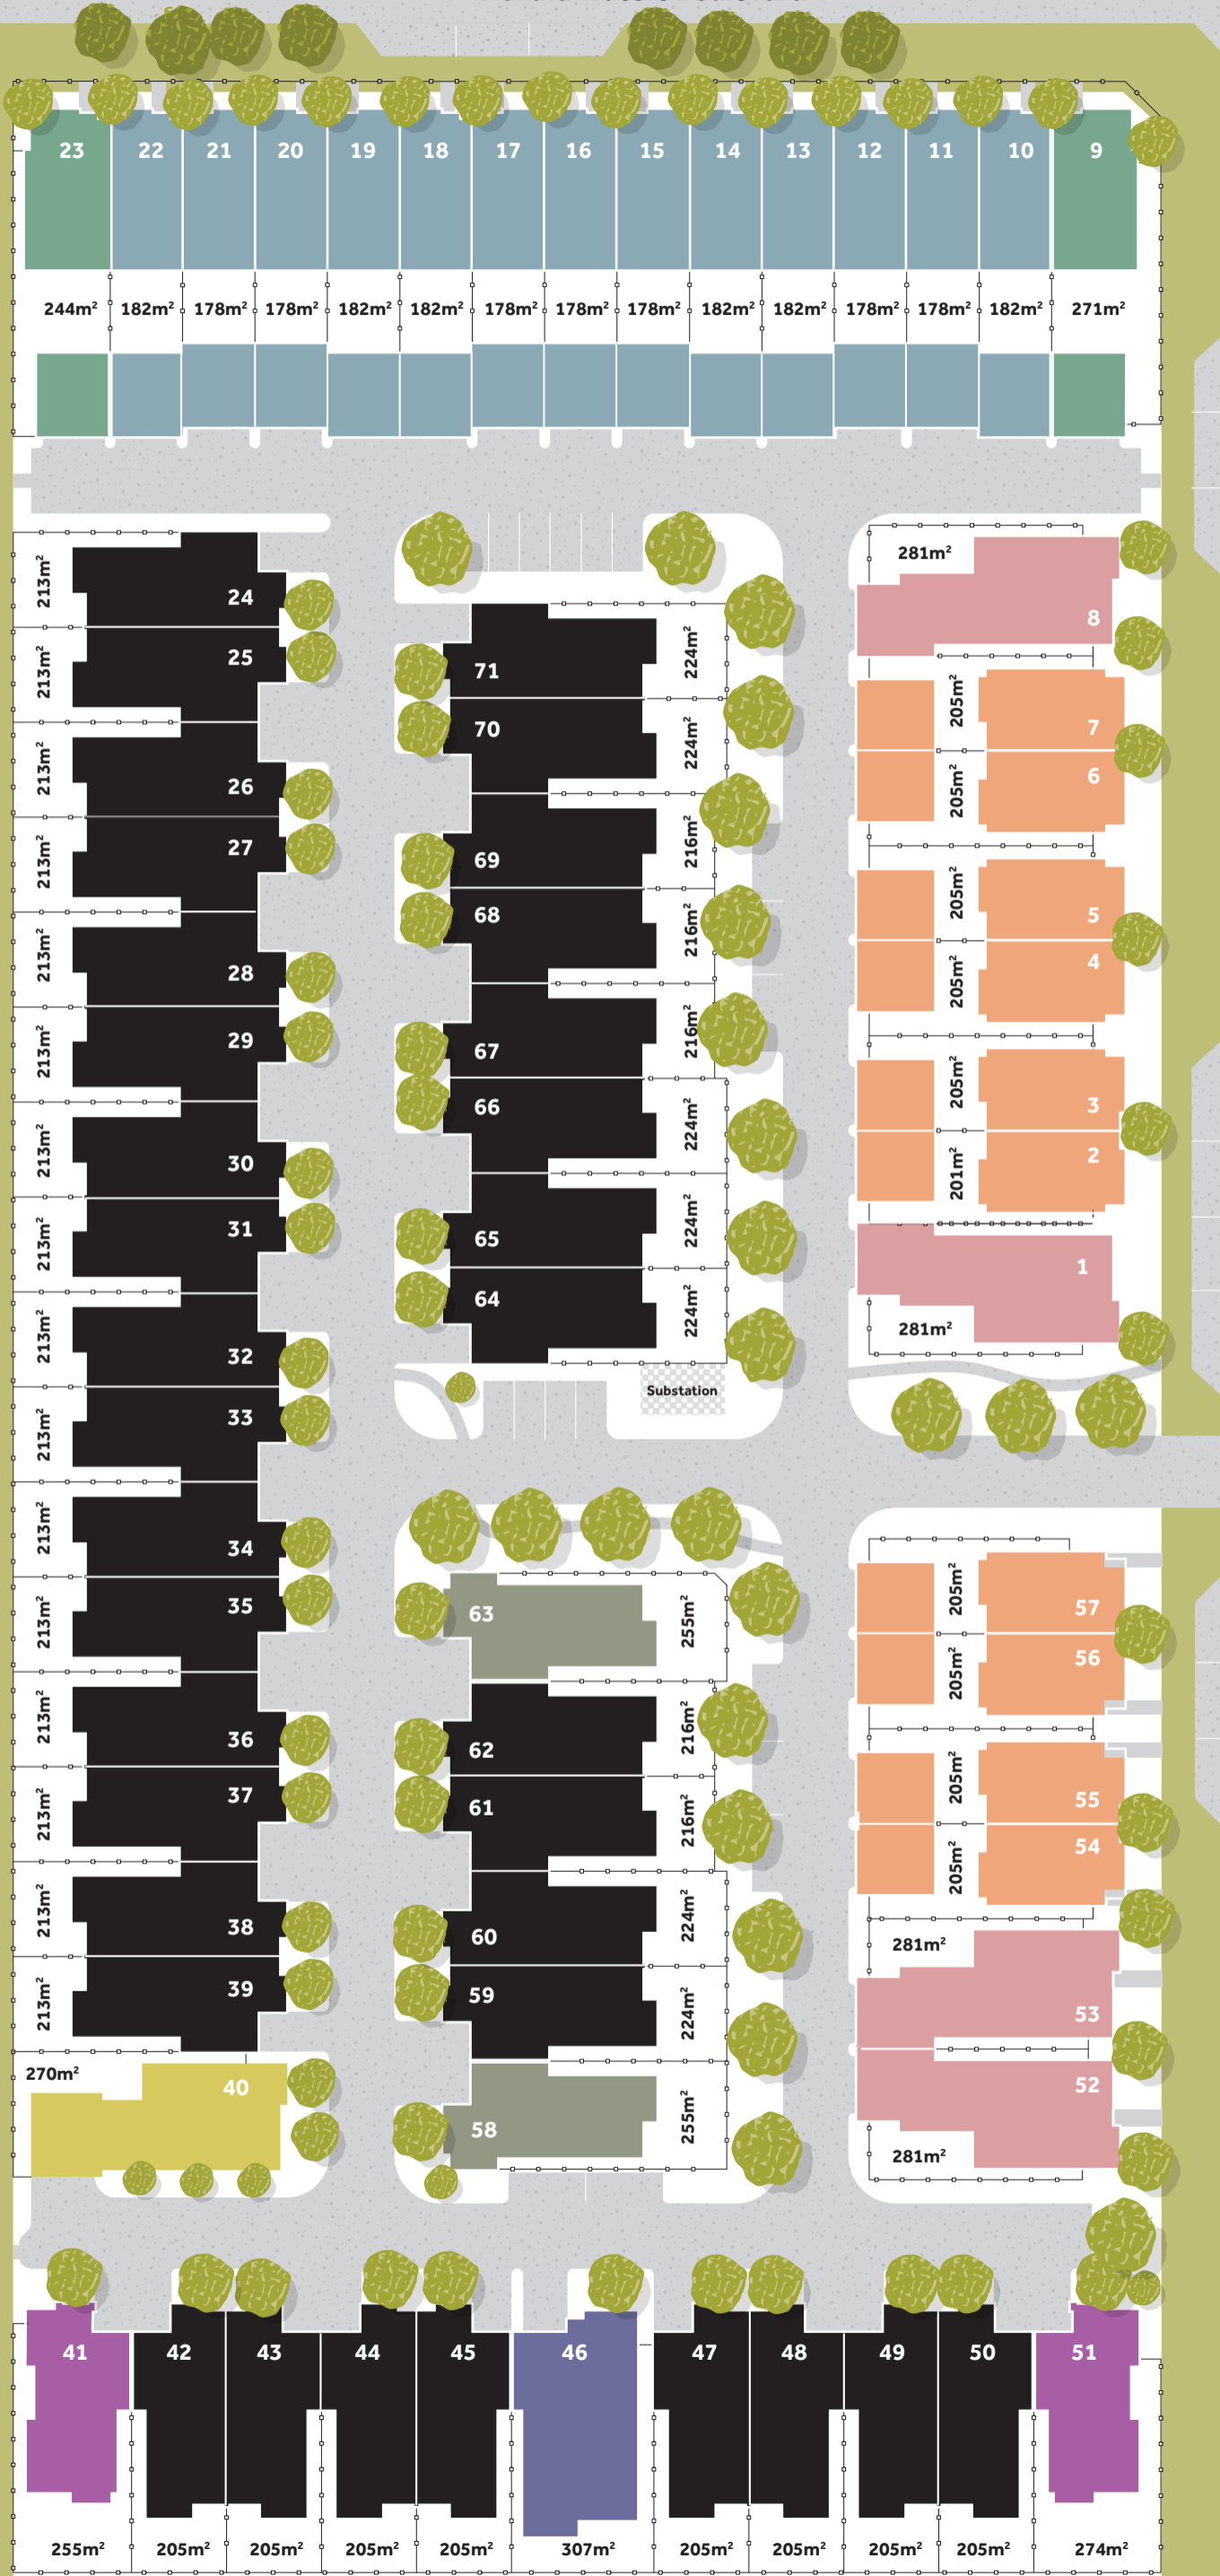 23 22 21 20 19 18 17 16 15 14 13 12 11 10 9
244m² 182m² 178m² 178m² 182m² 182m² 178m² 178m² 178m² 182m² 182m² 178m² 178m² 182m² 271m²
213m² 24
213m² 25
213m² 26
213m² 27
213m² 28
213m² 29
213m² 30
213m² 31
213m² 32
213m² 33
213m² 34
213m² 35
213m² 36
213m² 37
213m² 38
213m² 39
270m²
40
71 224m²
70 224m²
69 216m²
68 216m²
67 216m²
66 224m²
65 224m²
64 224m²
Substation
63 255m²
62 216m²
61 216m²
60 224m²
59 224m²
58 255m²
281m²
8
205m² 7
205m² 6
205m² 5
205m² 4
205m² 3
201m² 2
1
281m²
205m² 57
205m² 56
205m² 55
205m² 54
281m²
53
52
281m²
41 42 43 44 45 46 47 48 49 50 51
255m² 205m² 205m² 205m² 205m² 307m² 205m² 205m² 205m² 205m² 274m²